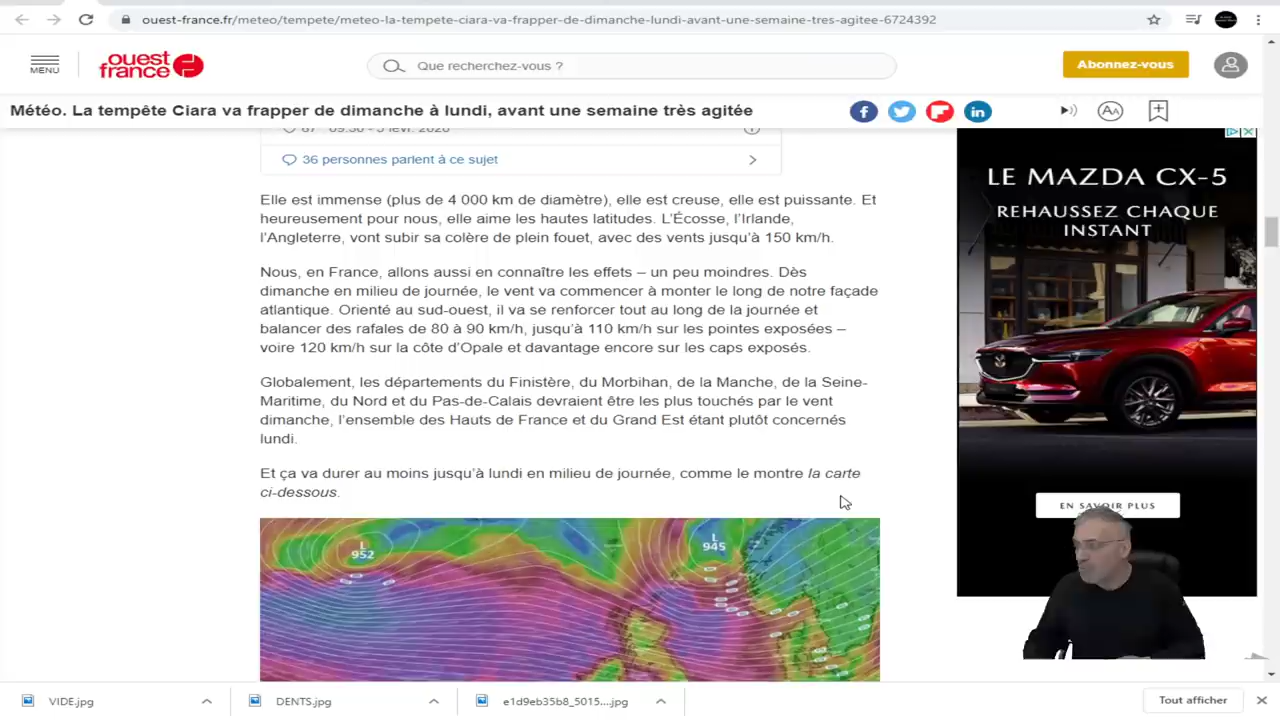 ouest-france.fr/meteo/tempete/meteo-la-tempete-ciara-va-frapper-de-dimanche-lundi-avant-une-semaine-tres-agitee-6724392
MENU
ouest
france
Que recherchez-vous ?
Abonnez-vous
Météo. La tempête Ciara va frapper de dimanche à lundi, avant une semaine très agitée
AA
36 personnes parlent à ce sujet
Elle est immense (plus de 4 000 km de diamètre), elle est creuse, elle est puissante. Et
heureusement pour nous, elle aime les hautes latitudes. L'Écosse, l'Irlande,
l'Angleterre, vont subir sa colère de plein fouet, avec des vents jusqu'à 150 km/h.
Nous, en France, allons aussi en connaître les effets – un peu moindres. Dès
dimanche en milieu de journée, le vent va commencer à monter le long de notre façade
atlantique. Orienté au sud-ouest, il va se renforcer tout au long de la journée et
balancer des rafales de 80 à 90 km/h, jusqu'à 110 km/h sur les pointes exposées –
voire 120 km/h sur la côte d'Opale et davantage encore sur les caps exposés.
Globalement, les départements du Finistère, du Morbihan, de la Manche, de la Seine-
Maritime, du Nord et du Pas-de-Calais devraient être les plus touchés par le vent
dimanche, l'ensemble des Hauts de France et du Grand Est étant plutôt concernés
lundi.
Et ça va durer au moins jusqu'à lundi en milieu de journée, comme le montre la carte
ci-dessous.
L
952
L
945
LE MAZDA CX-5
REHAUSSEZ CHAQUE
INSTANT
EN SAVOIR PLUS
VIDE.jpg
DENTS.jpg
e1d9eb35b8_5015....jpg
Tout afficher